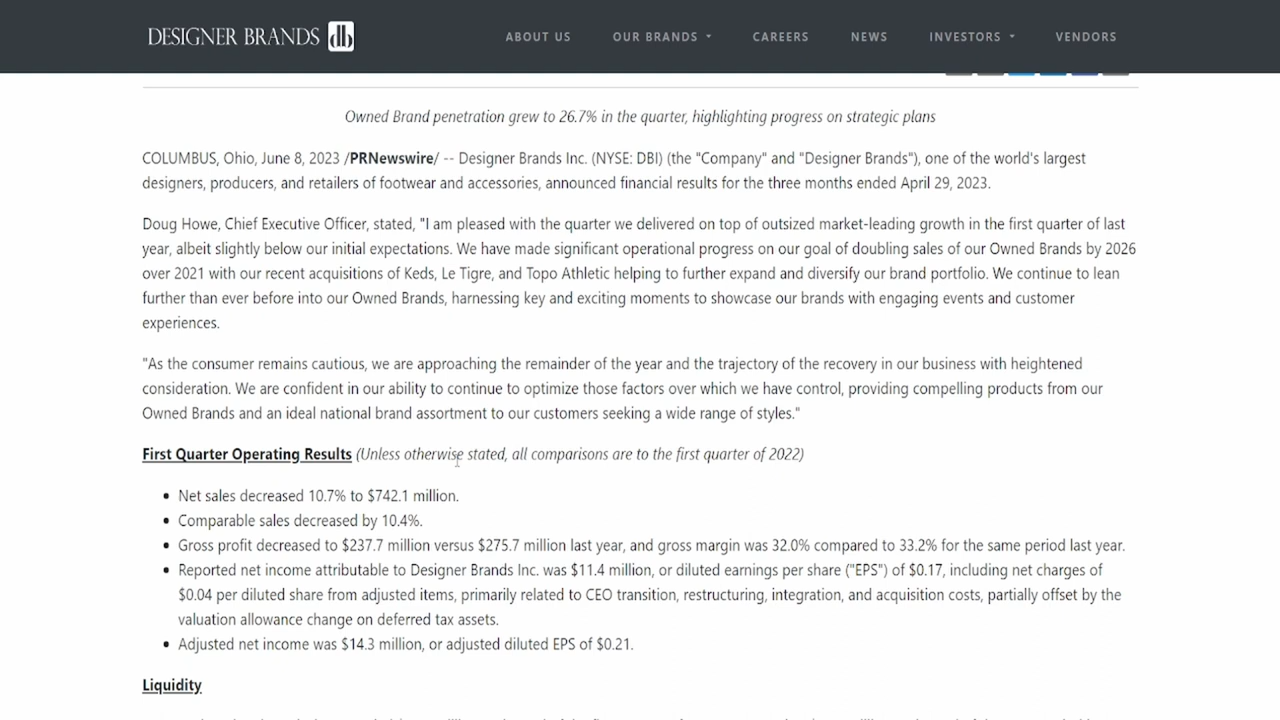 DESIGNER BRANDS db
ABOUT US OUR BRANDS CAREERS NEWS INVESTORS VENDORS
Owned Brand penetration grew to 26.7% in the quarter, highlighting progress on strategic plans
COLUMBUS, Ohio, June 8, 2023 /PRNewswire/ -- Designer Brands Inc. (NYSE: DBI) (the "Company" and "Designer Brands"), one of the world's largest
designers, producers, and retailers of footwear and accessories, announced financial results for the three months ended April 29, 2023.
Doug Howe, Chief Executive Officer, stated, "I am pleased with the quarter we delivered on top of outsized market-leading growth in the first quarter of last
year, albeit slightly below our initial expectations. We have made significant operational progress on our goal of doubling sales of our Owned Brands by 2026
over 2021 with our recent acquisitions of Keds, Le Tigre, and Topo Athletic helping to further expand and diversify our brand portfolio. We continue to lean
further than ever before into our Owned Brands, harnessing key and exciting moments to showcase our brands with engaging events and customer
experiences.
"As the consumer remains cautious, we are approaching the remainder of the year and the trajectory of the recovery in our business with heightened
consideration. We are confident in our ability to continue to optimize those factors over which we have control, providing compelling products from our
Owned Brands and an ideal national brand assortment to our customers seeking a wide range of styles."
First Quarter Operating Results (Unless otherwise stated, all comparisons are to the first quarter of 2022)
• Net sales decreased 10.7% to $742.1 million.
• Comparable sales decreased by 10.4%.
• Gross profit decreased to $237.7 million versus $275.7 million last year, and gross margin was 32.0% compared to 33.2% for the same period last year.
• Reported net income attributable to Designer Brands Inc. was $11.4 million, or diluted earnings per share ("EPS") of $0.17, including net charges of
$0.04 per diluted share from adjusted items, primarily related to CEO transition, restructuring, integration, and acquisition costs, partially offset by the
valuation allowance change on deferred tax assets.
• Adjusted net income was $14.3 million, or adjusted diluted EPS of $0.21.
Liquidity